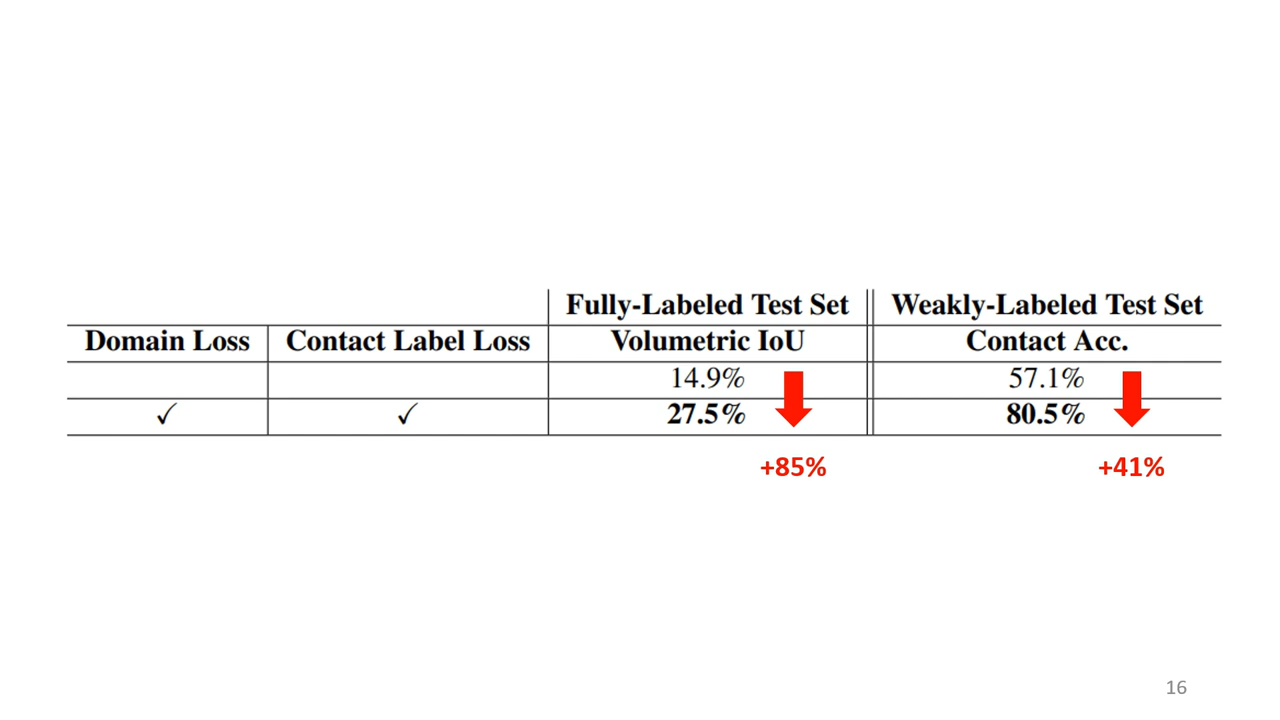 Fully-Labeled Test Set Weakly-Labeled Test Set
Domain Loss Contact Label Loss Volumetric IoU Contact Acc.
14.9% 57.1%
✓ ✓ 27.5% 80.5%
+85% +41%
16